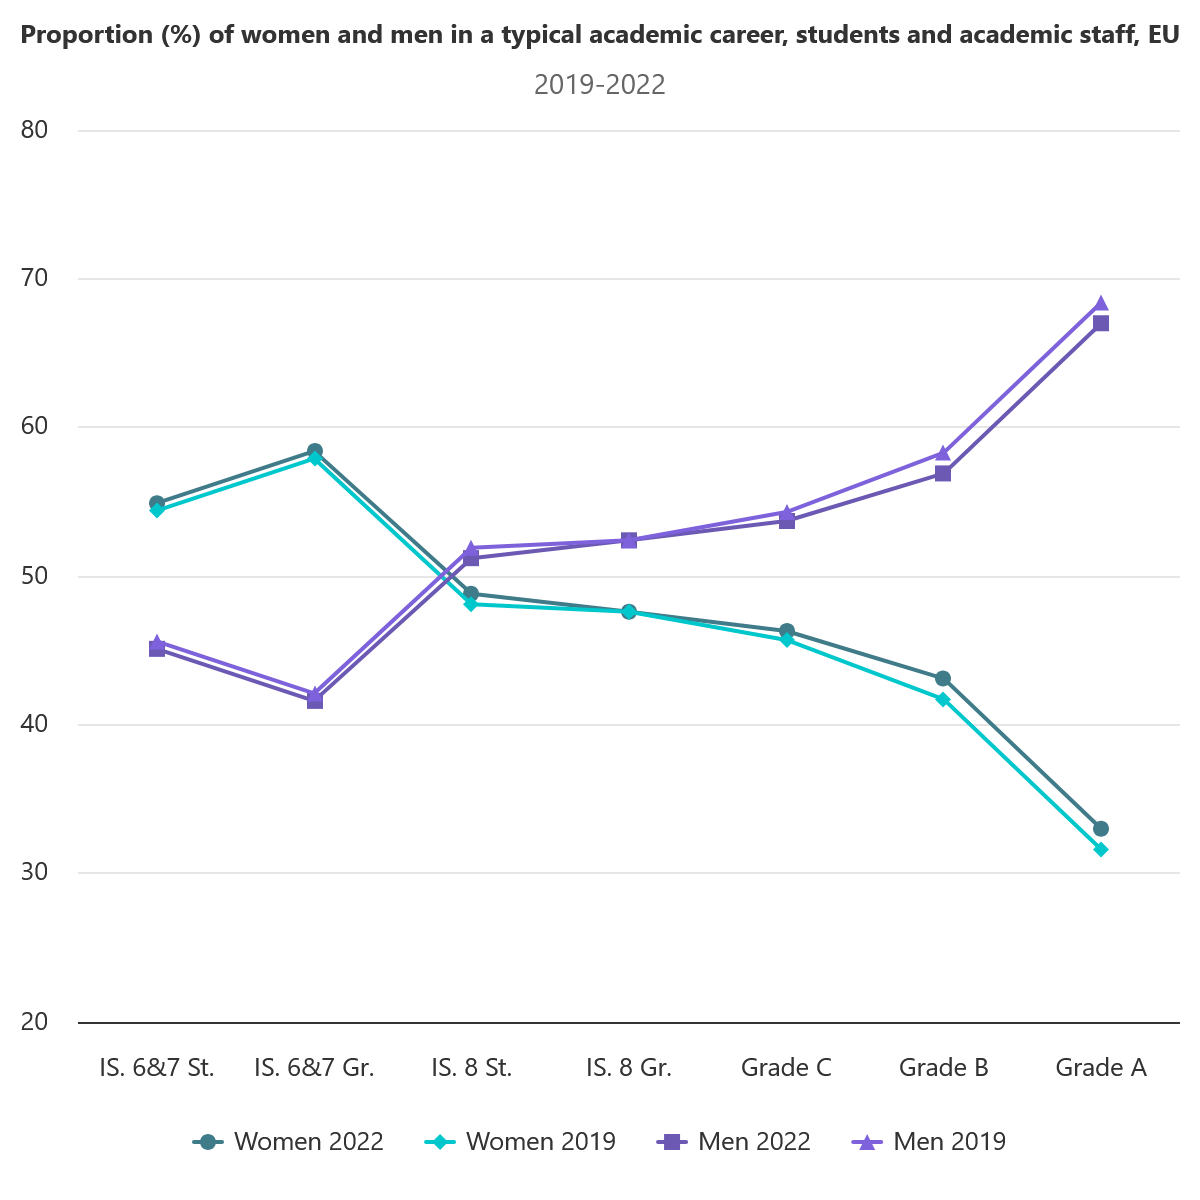 Proportion (%) of women and men in a typical academic career, students and academic staff, EU
2019-2022
80
70
60
50
40
30
20
IS. 6&7 St. IS. 6&7 Gr. IS. 8 St. IS. 8 Gr. Grade C Grade B Grade A
Women 2022 Women 2019 Men 2022 Men 2019